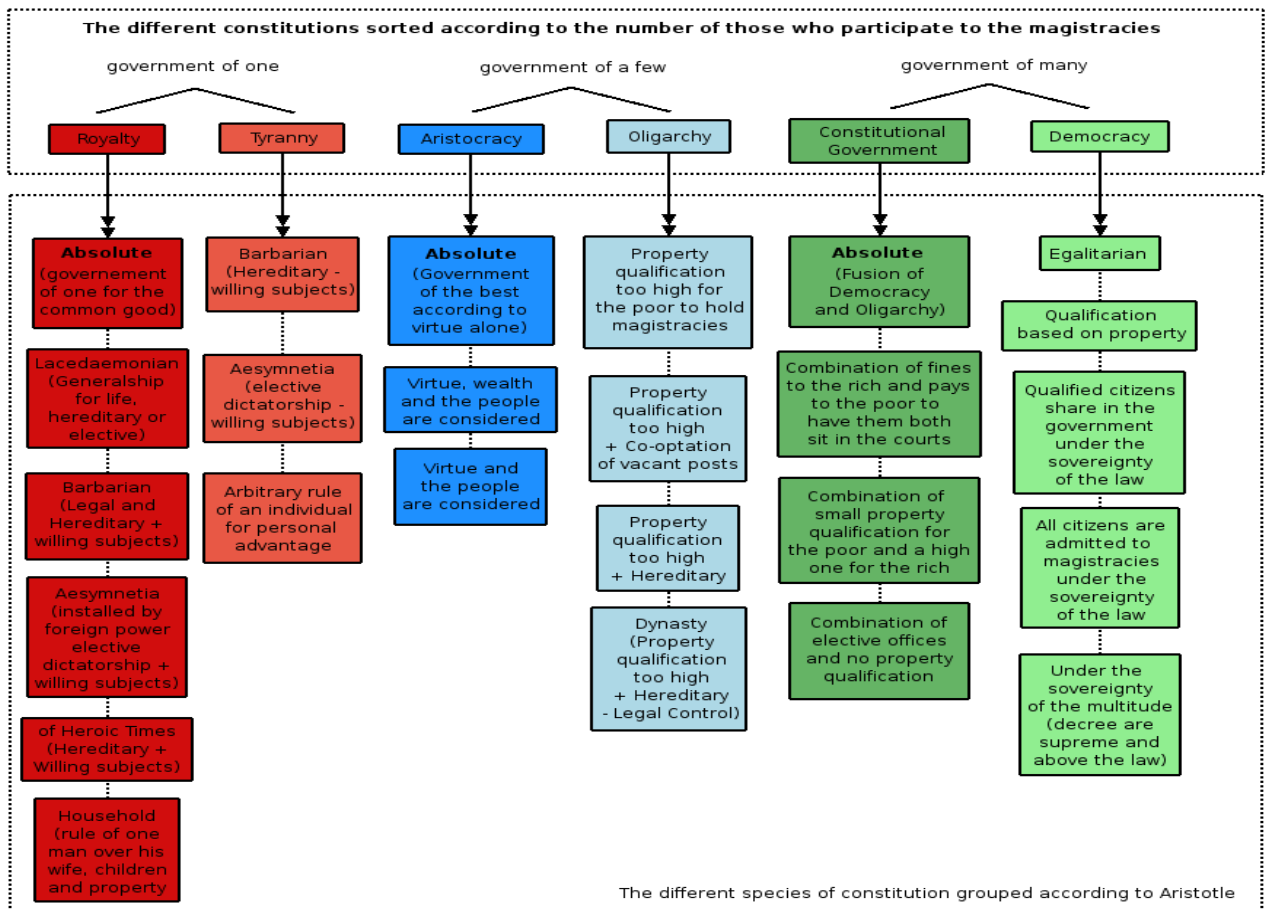 The different constitutions sorted according to the number of those who participate to the magistracies
government of one
government of a few
government of many
Royalty
Tyranny
Aristocracy
Oligarchy
Constitutional
Government
Democracy
Absolute
(governement
of one for the
common good)
Lacedaemonian
(Generalship
for life,
hereditary or
elective)
Barbarian
(Legal and
Hereditary +
willing subjects)
Aesymnetia
(installed by
foreign power
elective
dictatorship +
willing subjects)
of Heroic Times
(Hereditary +
Willing subjects)
Household
(rule of one
man over his
wife, children
and property
Barbarian
(Hereditary -
willing subjects)
Aesymnetia
(elective
dictatorship -
willing subjects)
Arbitrary rule
of an individual
for personal
advantage
Absolute
(Government
of the best
according to
virtue alone)
Virtue, wealth
and the people
are considered
Virtue and
the people
are considered
Property
qualification
too high for
the poor to hold
magistracies
Property
qualification
too high
+ Co-optation
of vacant posts
Property
qualification
too high
+ Hereditary
Dynasty
(Property
qualification
too high
+ Hereditary
- Legal Control)
Absolute
(Fusion of
Democracy
and Oligarchy)
Combination of fines
to the rich and pays
to the poor to
have them both
sit in the courts
Combination of
small property
qualification for
the poor and a high
one for the rich
Combination of
elective offices
and no property
qualification
Egalitarian
Qualification
based on property
Qualified citizens
share in the
government
under the
sovereignty
of the law
All citizens are
admitted to
magistracies
under the
sovereignty
of the law
Under the
sovereignty
of the multitude
(decree are
supreme and
above the law)
The different species of constitution grouped according to Aristotle